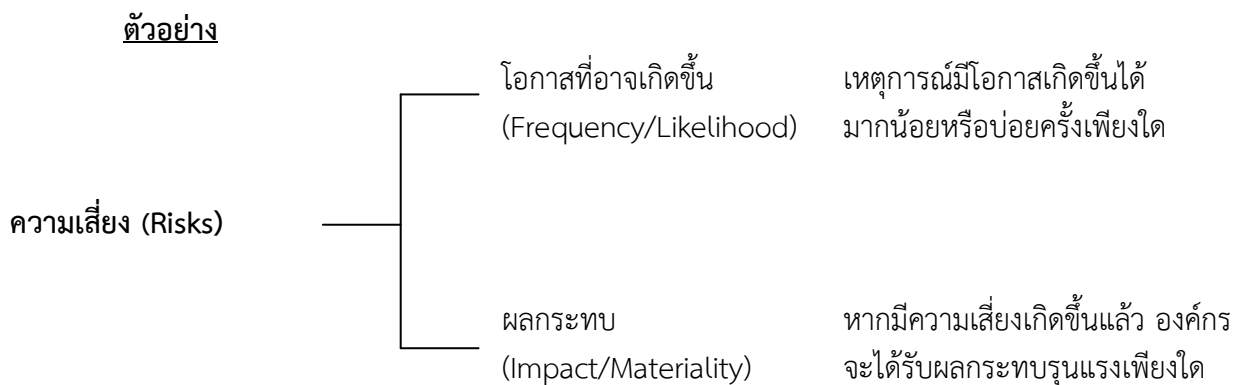 ตัวอย่าง
โอกาสที่อาจเกิดขึ้น เหตุการณ์มีโอกาสเกิดขึ้นได้
(Frequency/Likelihood) มากน้อยหรือบ่อยครั้งเพียงใด
ความเสี่ยง (Risks)
ผลกระทบ หากมีความเสี่ยงเกิดขึ้นแล้ว องค์กร
(Impact/Materiality) จะได้รับผลกระทบรุนแรงเพียงใด